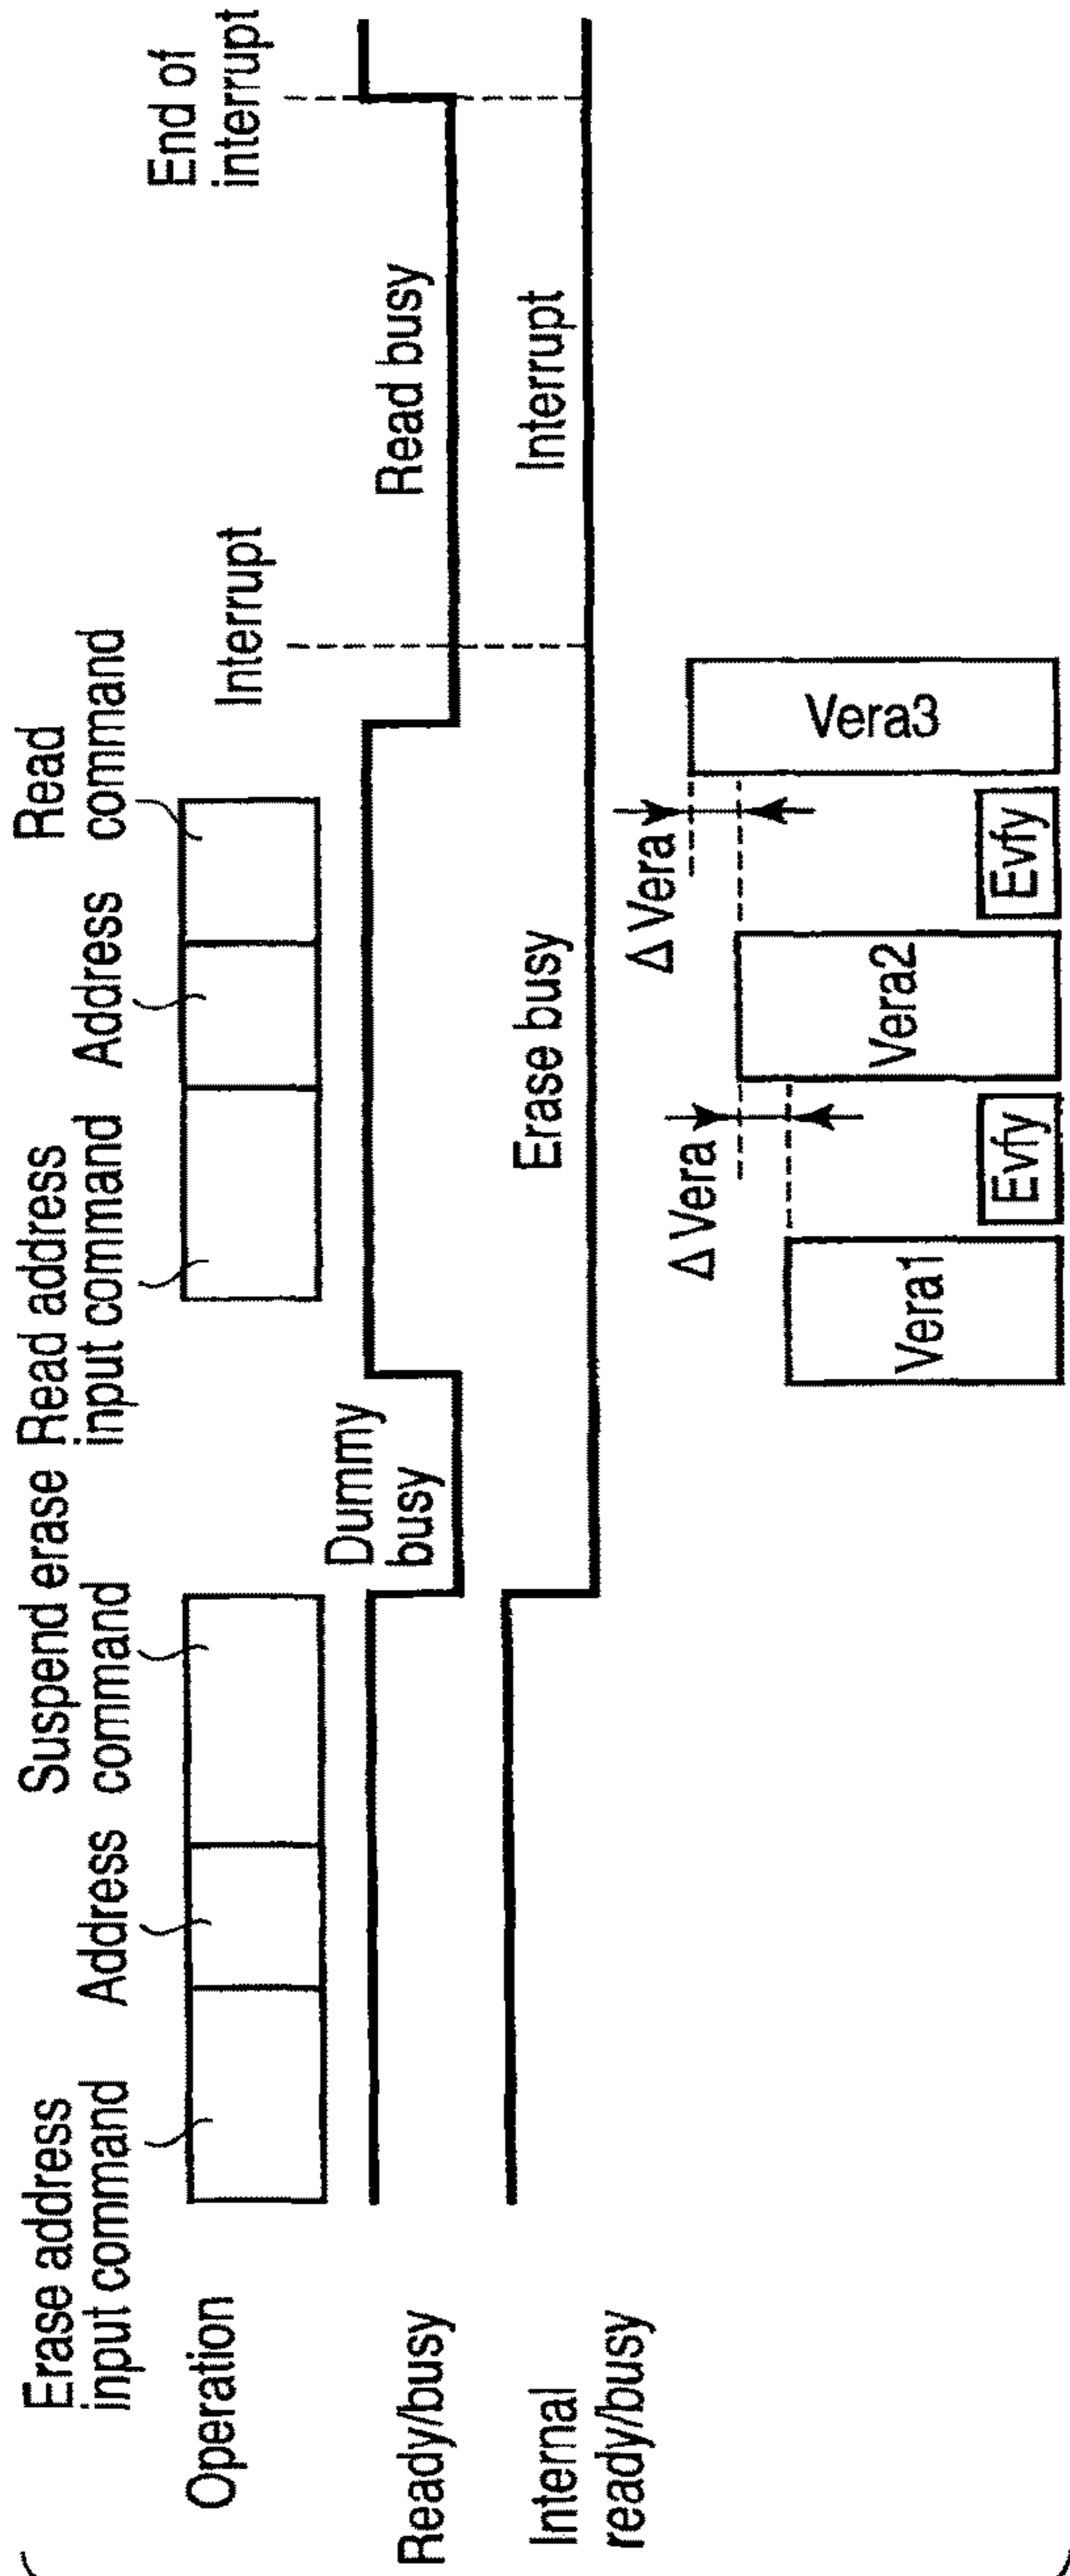 Erase address
input command
Address
Suspend erase
command
Read address
input command
Address
Read
command
Interrupt
End of
interrupt
Operation
Ready/busy
Dummy
busy
Read busy
Internal
ready/busy
Erase busy
Interrupt
Δ Vera
Δ Vera
Vera1
Evfy
Vera2
Evfy
Vera3